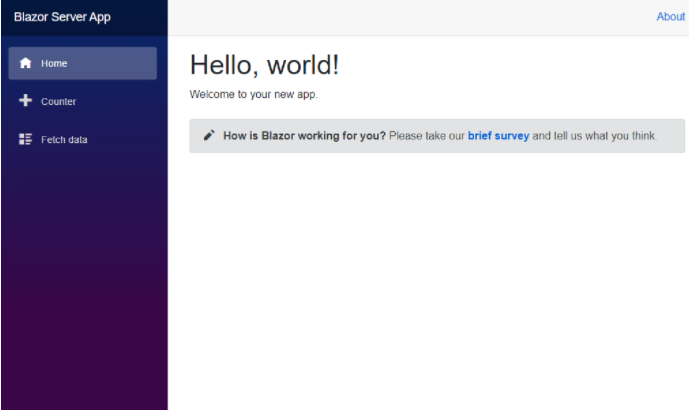 Blazor Server App
About
Home
Counter
Fetch data
Hello, world!
Welcome to your new app.
How is Blazor working for you? Please take our brief survey and tell us what you think.